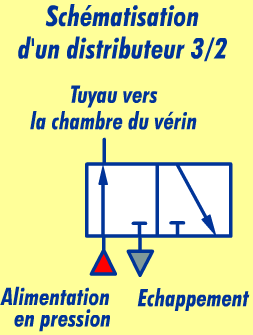 Schématisation
d'un distributeur 3/2
Tuyau vers
la chambre du vérin
Alimentation
en pression
Echappement